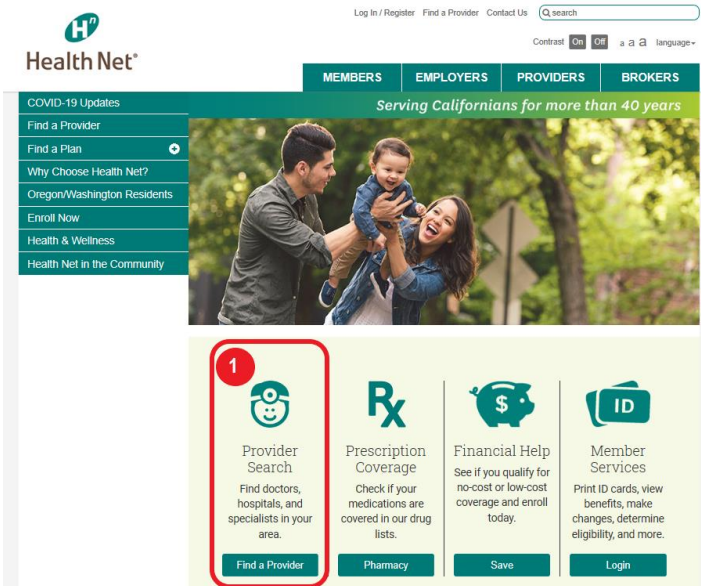 Log In / Register Find a Provider Contact Us search
Contrast On Off a a a language
Hn
Health Net®
MEMBERS EMPLOYERS PROVIDERS BROKERS
COVID-19 Updates
Find a Provider
Find a Plan
Why Choose Health Net?
Oregon/Washington Residents
Enroll Now
Health & Wellness
Health Net in the Community
Serving Californians for more than 40 years
1
Provider
Search
Find doctors,
hospitals, and
specialists in your
area.
Find a Provider
Rx
Prescription
Coverage
Check if your
medications are
covered in our drug
lists.
Pharmacy
$
Financial Help
See if you qualify for
no-cost or low-cost
coverage and enroll
today.
Save
ID
Member
Services
Print ID cards, view
benefits, make
changes, determine
eligibility, and more.
Login